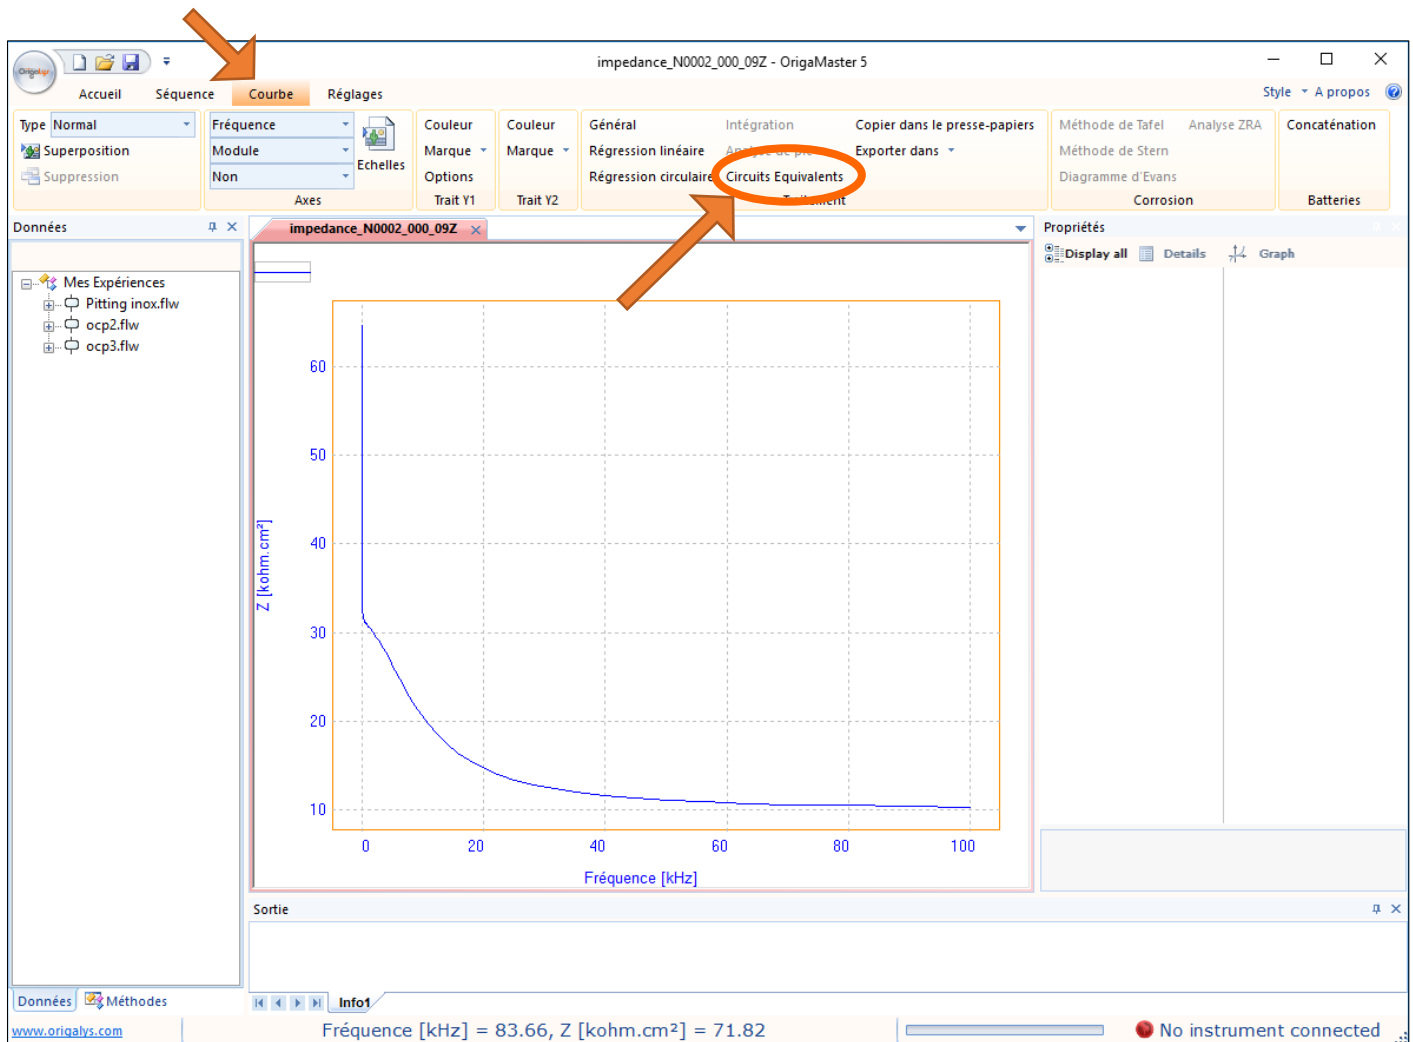 impedance_N0002_000_09Z - OrigaMaster 5
Origalys
Accueil Séquence Courbe Réglages
Style A propos
Type Normal
Superposition
Suppression
Fréquence
Module
Non
Echelles
Axes
Couleur
Marque
Options
Trait Y1
Couleur
Marque
Trait Y2
Général Intégration Copier dans le presse-papiers
Régression linéaire Analyse de pic Exporter dans
Régression circulaire Circuits Equivalents
Traitement
Méthode de Tafel Analyse ZRA
Méthode de Stern
Diagramme d'Evans
Corrosion
Concaténation
Batteries
Données
Mes Expériences
Pitting inox.flw
ocp2.flw
ocp3.flw
Données Méthodes
impedance_N0002_000_09Z
60
50
40
30
20
10
Z [kohm.cm²]
0 20 40 60 80 100
Fréquence [kHz]
Propriétés
Display all Details Graph
Sortie
Info1
www.origalys.com
Fréquence [kHz] = 83.66, Z [kohm.cm²] = 71.82
No instrument connected